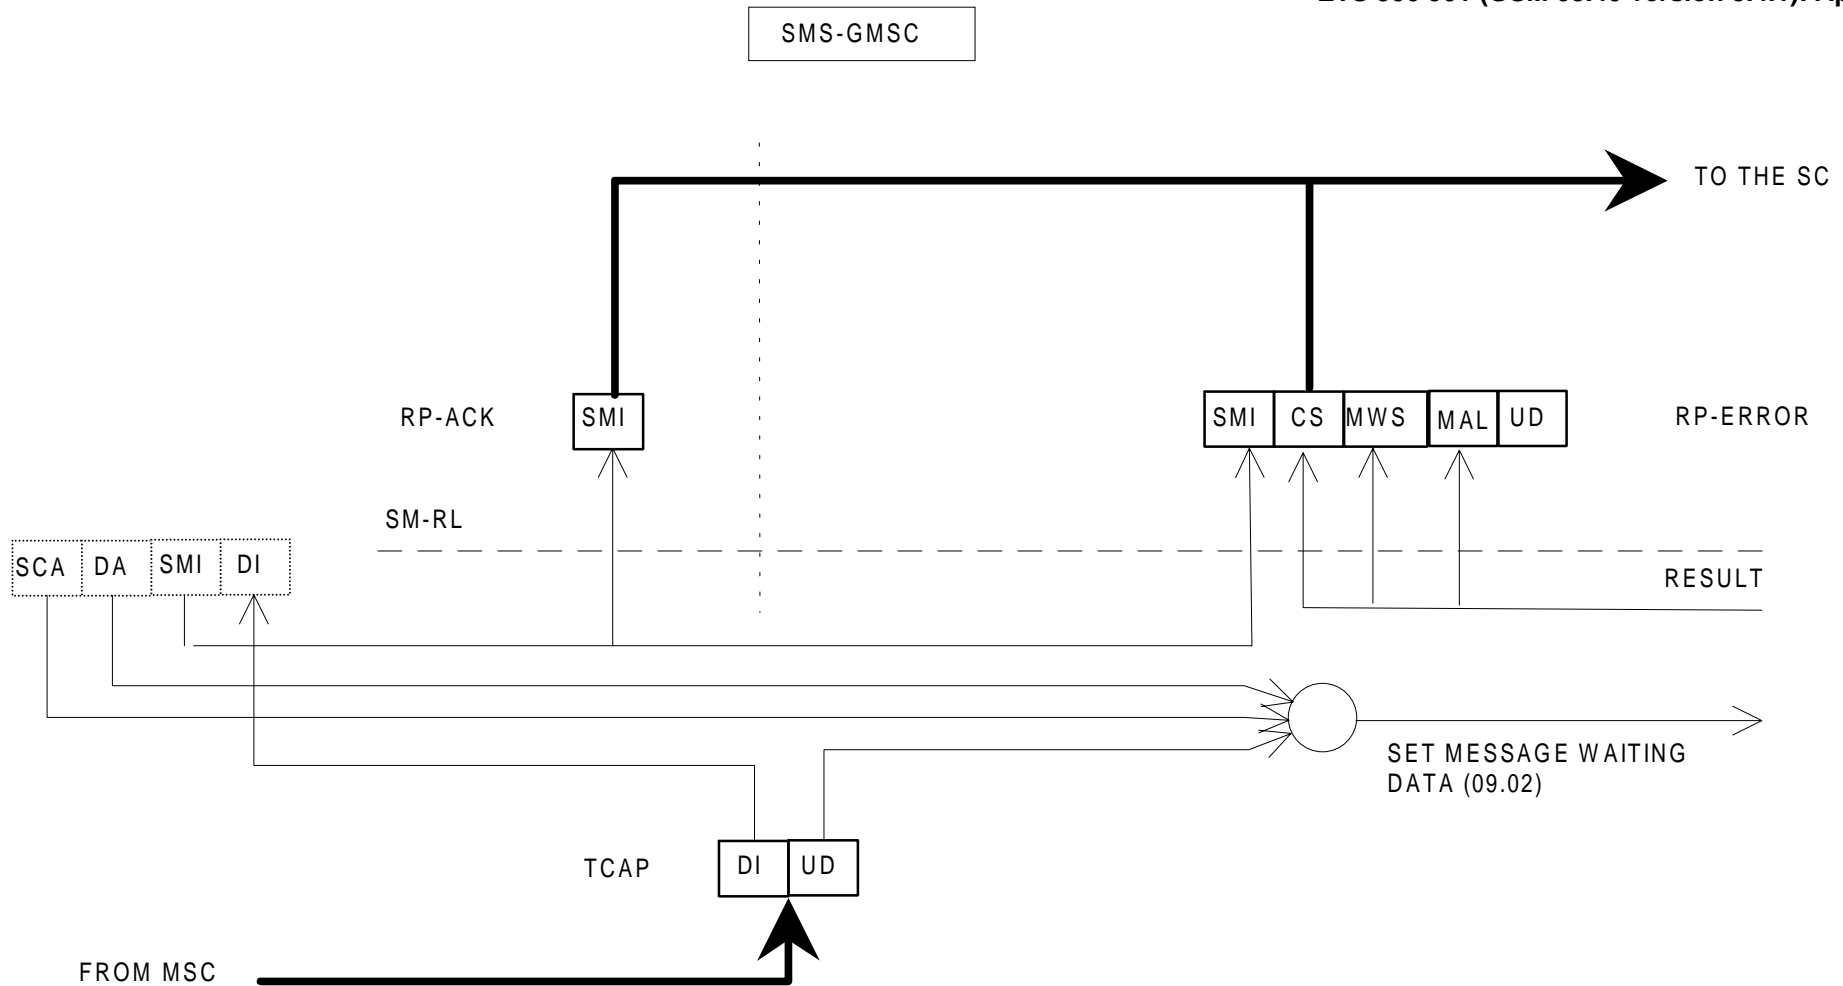 SMS-GMSC
TO THE SC
RP-ACK
SMI
SMI CS MWS MAL UD
RP-ERROR
SM-RL
SCA DA SMI DI
RESULT
SET MESSAGE WAITING
DATA (09.02)
TCAP
DI UD
FROM MSC